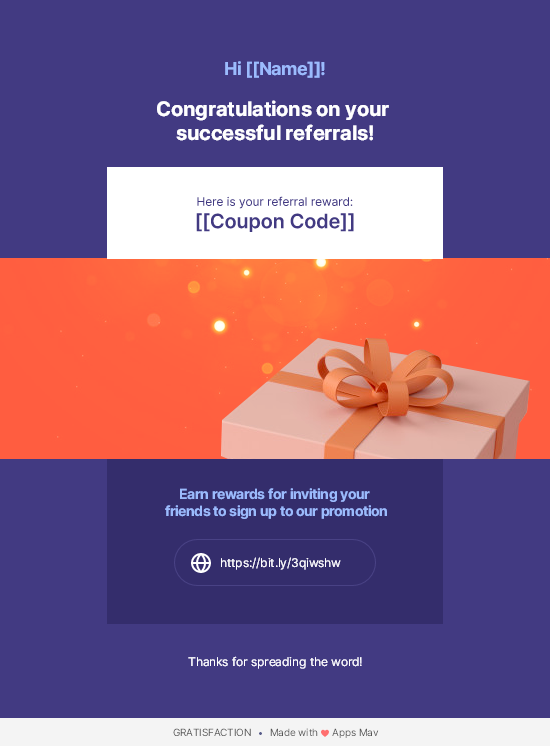 Hi [[Name]]!
Congratulations on your
successful referrals!
Here is your referral reward:
[[Coupon Code]]
Earn rewards for inviting your
friends to sign up to our promotion
https://bit.ly/3qiwshw
Thanks for spreading the word!
GRATISFACTION • Made with ❤ Apps Mav